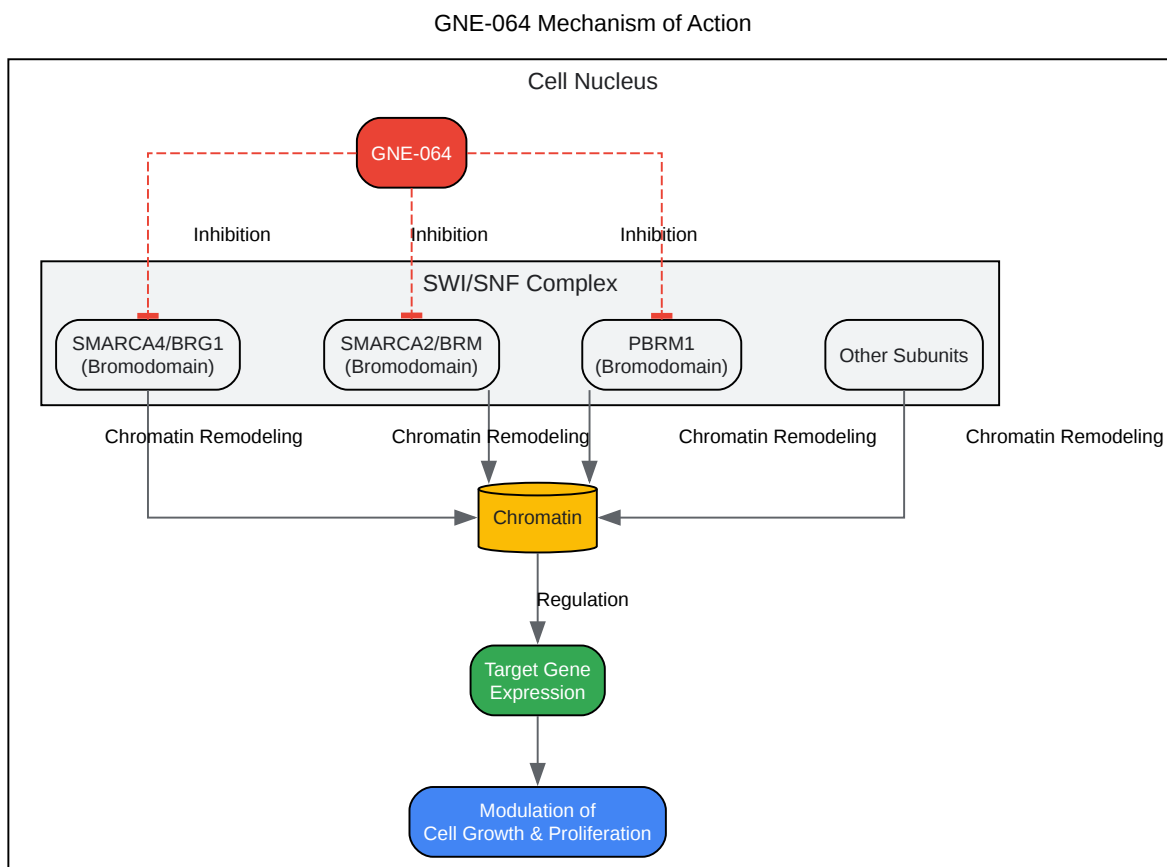 GNE-064 Mechanism of Action
Cell Nucleus
GNE-064
Inhibition
Inhibition
Inhibition
SWI/SNF Complex
SMARCA4/BRG1
(Bromodomain)
SMARCA2/BRM
(Bromodomain)
PBRM1
(Bromodomain)
Other Subunits
Chromatin Remodeling
Chromatin Remodeling
Chromatin Remodeling
Chromatin Remodeling
Chromatin
Regulation
Target Gene
Expression
Modulation of
Cell Growth & Proliferation